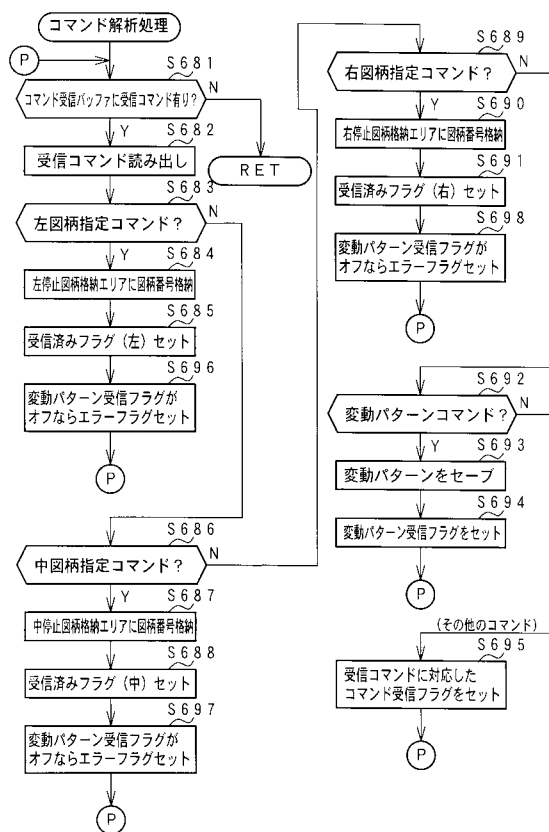 コマンド解析処理
P
S681
コマンド受信バッファに受信コマンド有り?
N
Y
S682
受信コマンド読み出し
RET
S683
左図柄指定コマンド?
N
Y
S684
左停止図柄格納エリアに図柄番号格納
S685
受信済みフラグ(左)セット
S696
変動パターン受信フラグが
オフならエラーフラグセット
P
S686
中図柄指定コマンド?
N
Y
S687
中停止図柄格納エリアに図柄番号格納
S688
受信済みフラグ(中)セット
S697
変動パターン受信フラグが
オフならエラーフラグセット
P
S689
右図柄指定コマンド?
N
Y
S690
右停止図柄格納エリアに図柄番号格納
S691
受信済みフラグ(右)セット
S698
変動パターン受信フラグが
オフならエラーフラグセット
P
S692
変動パターンコマンド?
N
Y
S693
変動パターンをセーブ
S694
変動パターン受信フラグをセット
P
(その他のコマンド)
S695
受信コマンドに対応した
コマンド受信フラグをセット
P